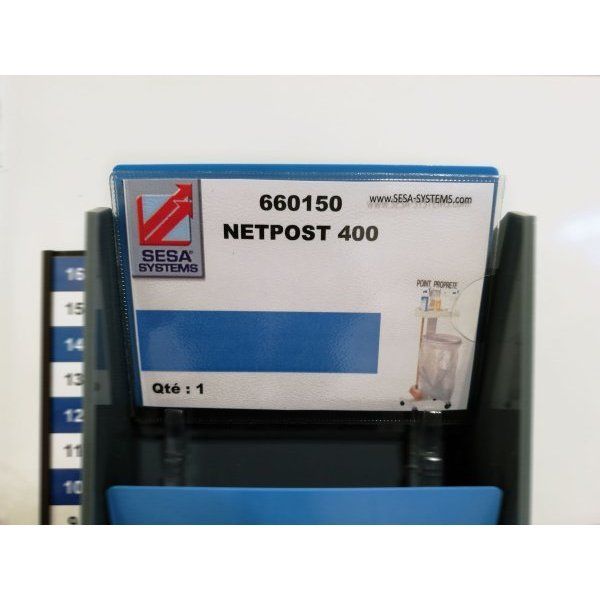 660150
www.SESA-SYSTEMS.com
NETPOST 400
SESA®
SYSTEMS
POINT PROPRETE
Qté : 1
16
15
14
13
12
11
10
9